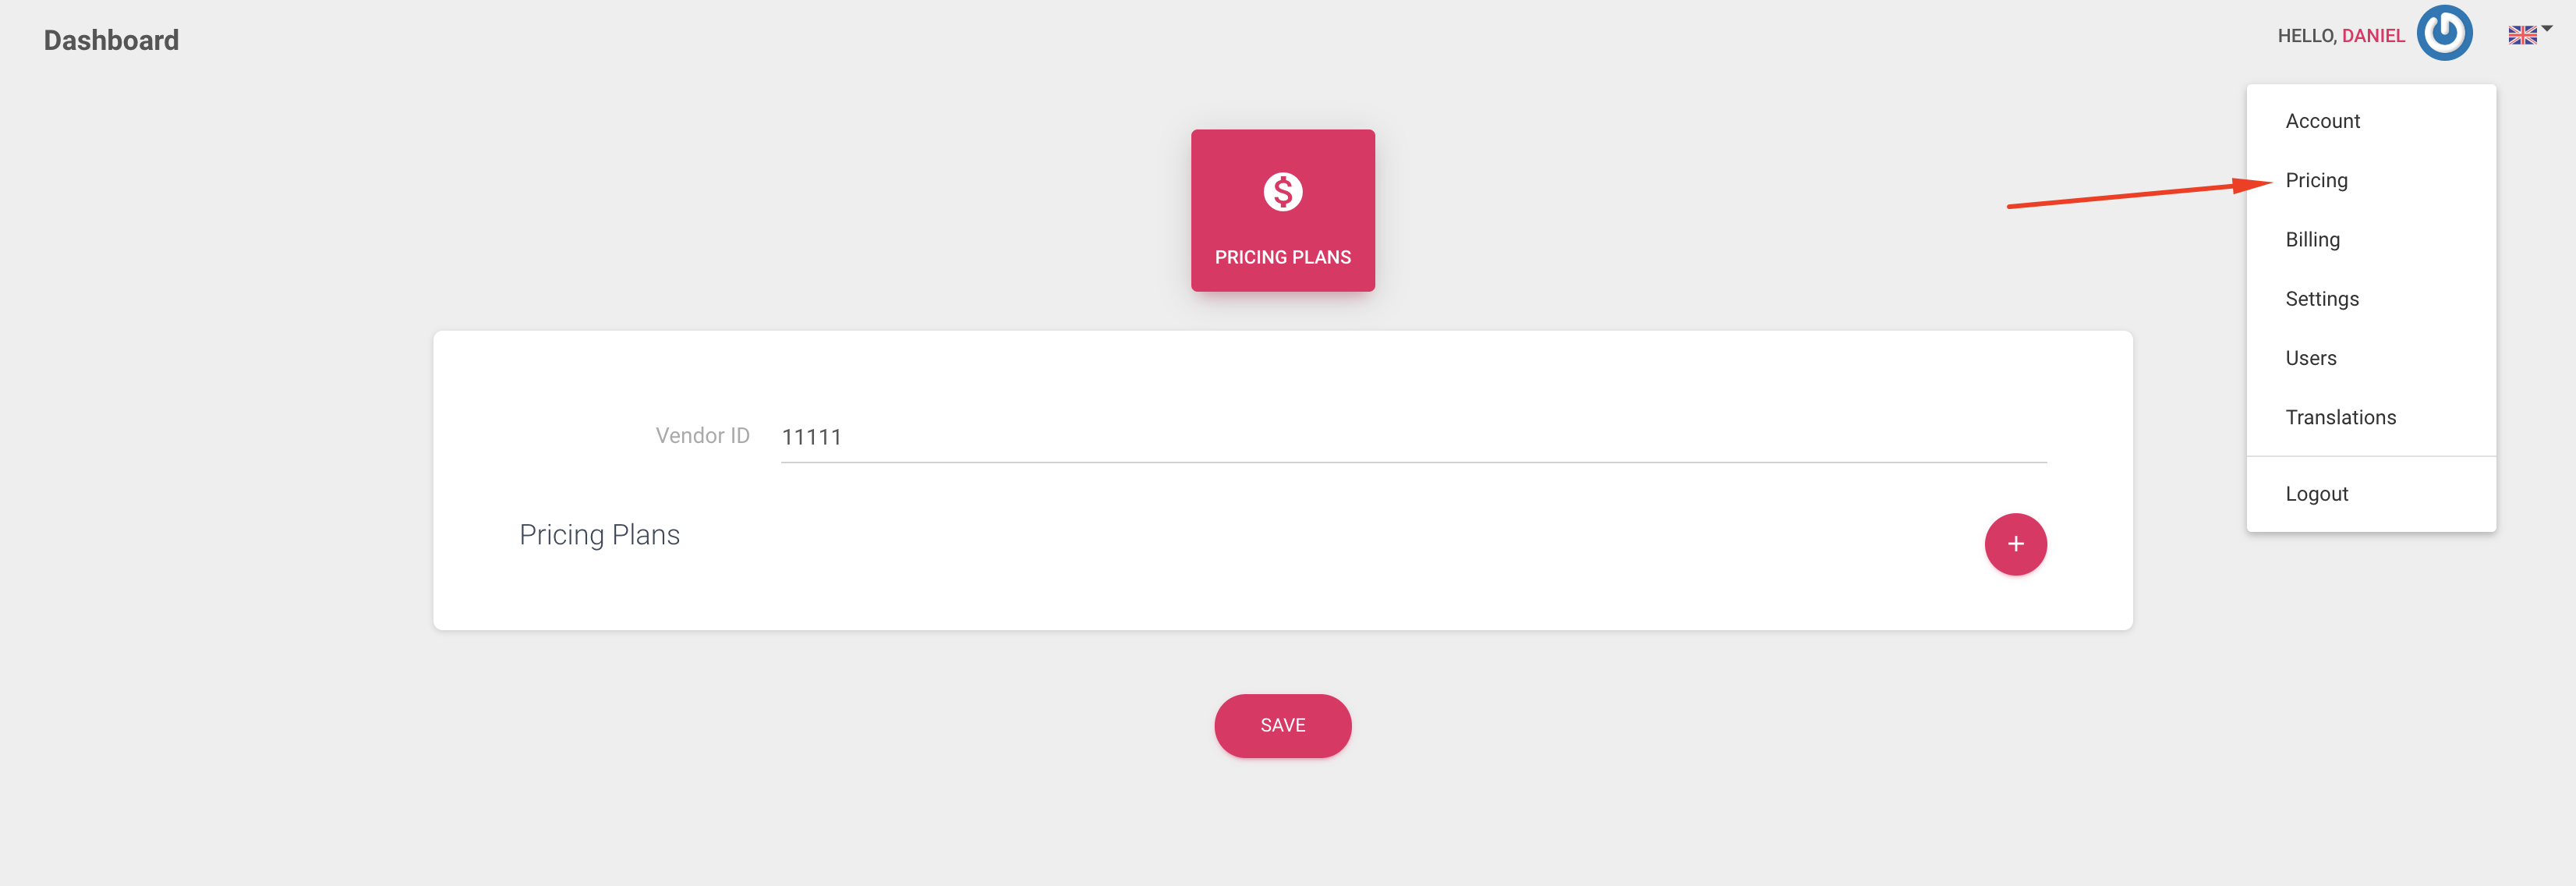 Dashboard
HELLO, DANIEL
Account
Pricing
Billing
Settings
Users
Translations
Logout
PRICING PLANS
Vendor ID 11111
Pricing Plans
+
SAVE